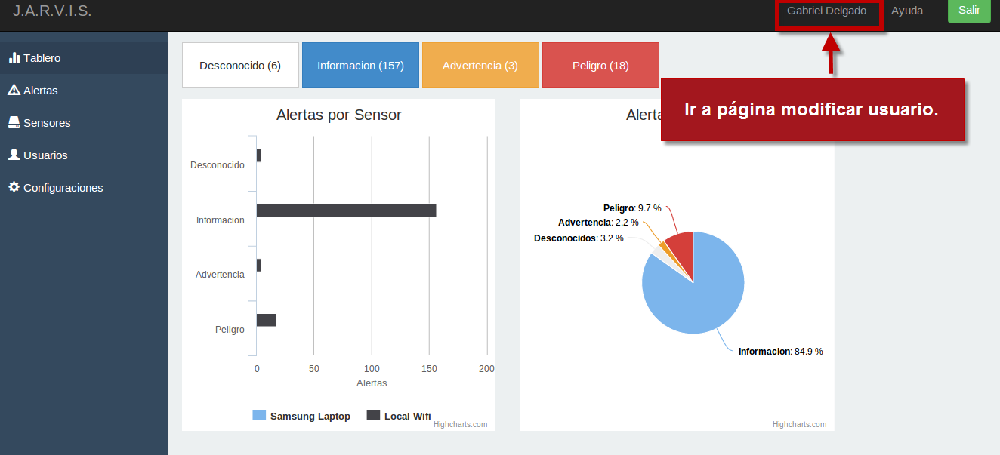 J.A.R.V.I.S.
Gabriel Delgado
Ayuda
Salir
Tablero
Alertas
Sensores
Usuarios
Configuraciones
Desconocido (6)
Informacion (157)
Advertencia (3)
Peligro (18)
Ir a página modificar usuario.
Alertas por Sensor
Desconocido
Informacion
Advertencia
Peligro
0 50 100 150 200
Alertas
Samsung Laptop
Local Wifi
Highcharts.com
Peligro: 9.7 %
Advertencia: 2.2 %
Desconocidos: 3.2 %
Informacion: 84.9 %
Highcharts.com